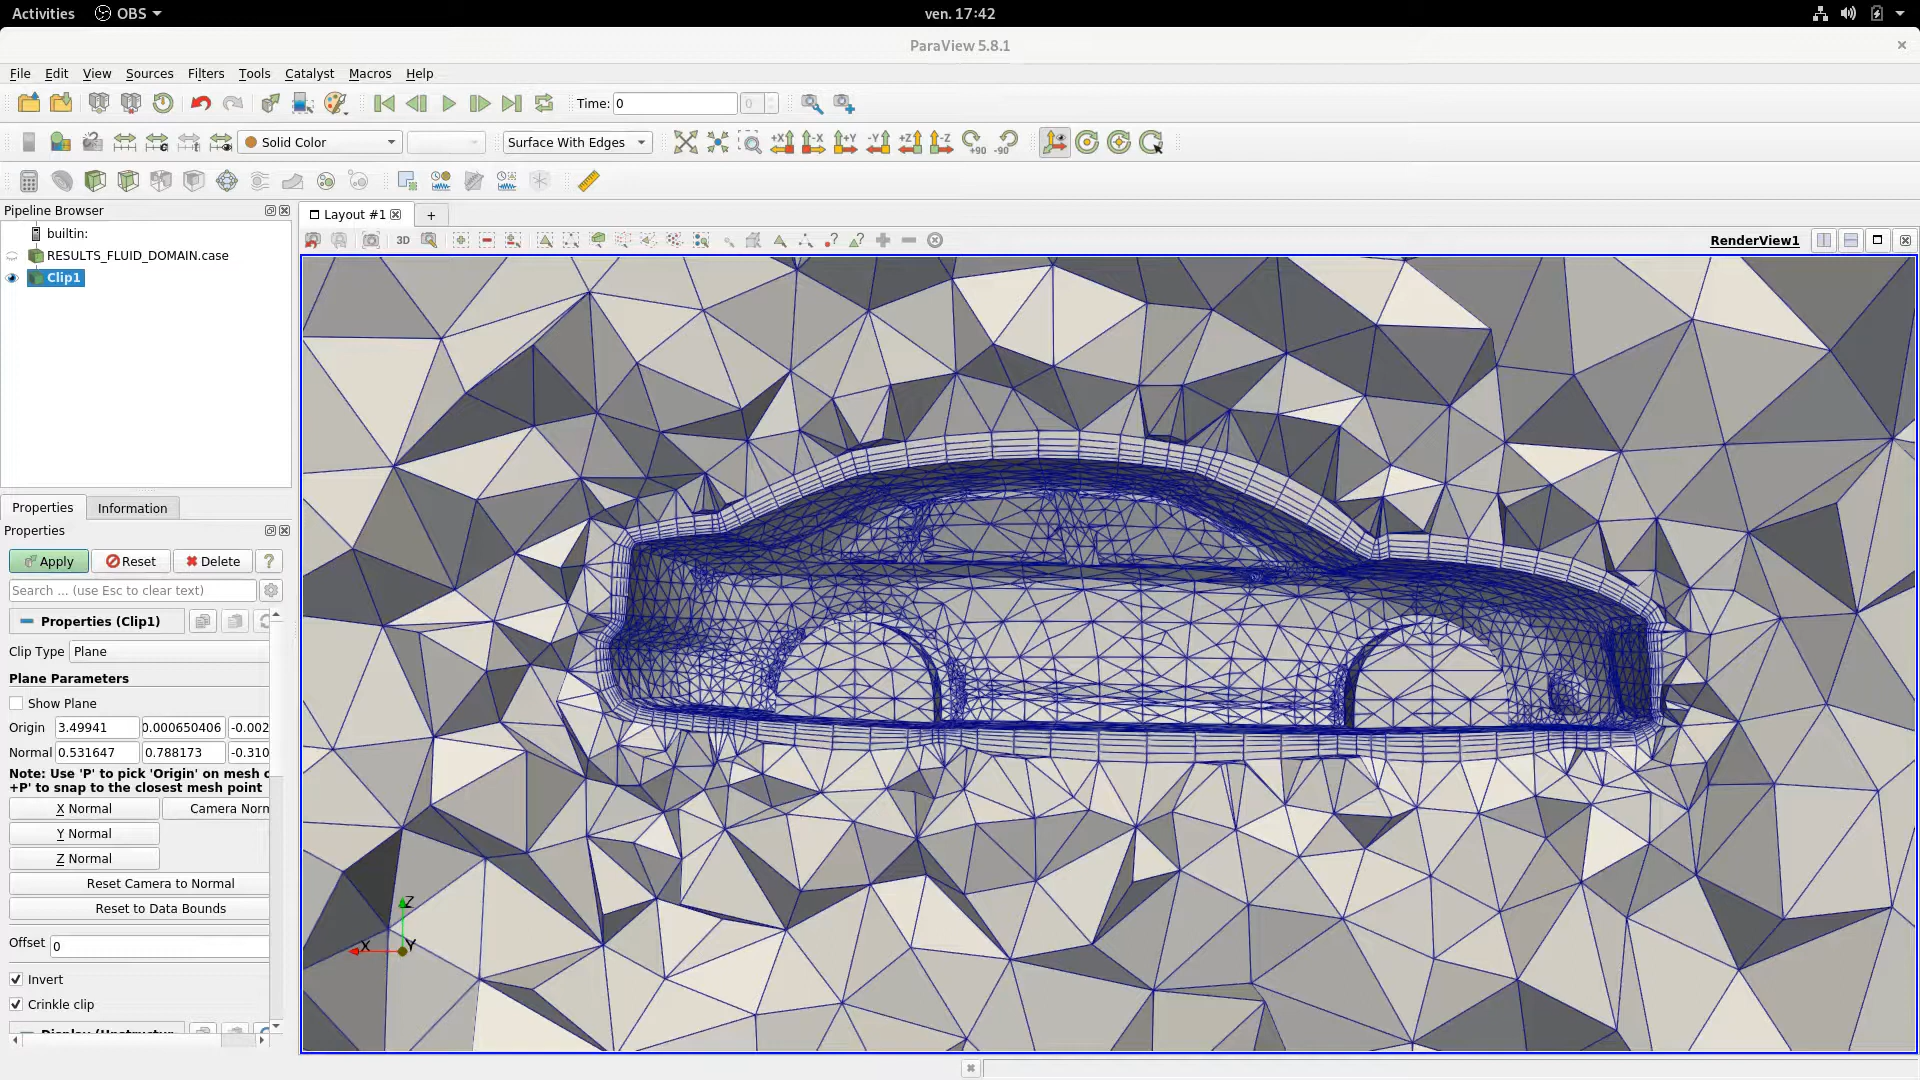 Activities OBS ven. 17:42
ParaView 5.8.1
File Edit View Sources Filters Tools Catalyst Macros Help
Time: 0 0
Solid Color Surface With Edges +X -X +Y -Y +Z -Z +90 -90
Pipeline Browser Layout #1 +
builtin: 3D RenderView1
RESULTS_FLUID_DOMAIN.case
Clip1
Properties Information
Properties
Apply Reset Delete ?
Search ... (use Esc to clear text)
Properties (Clip1)
Clip Type Plane
Plane Parameters
Show Plane
Origin 3.49941 0.000650406 -0.002
Normal 0.531647 0.788173 -0.310
Note: Use 'P' to pick 'Origin' on mesh
+P' to snap to the closest mesh point
X Normal Camera Norn
Y Normal
Z Normal
Reset Camera to Normal
Reset to Data Bounds
Z
Offset 0 X Y
Invert
Crinkle clip